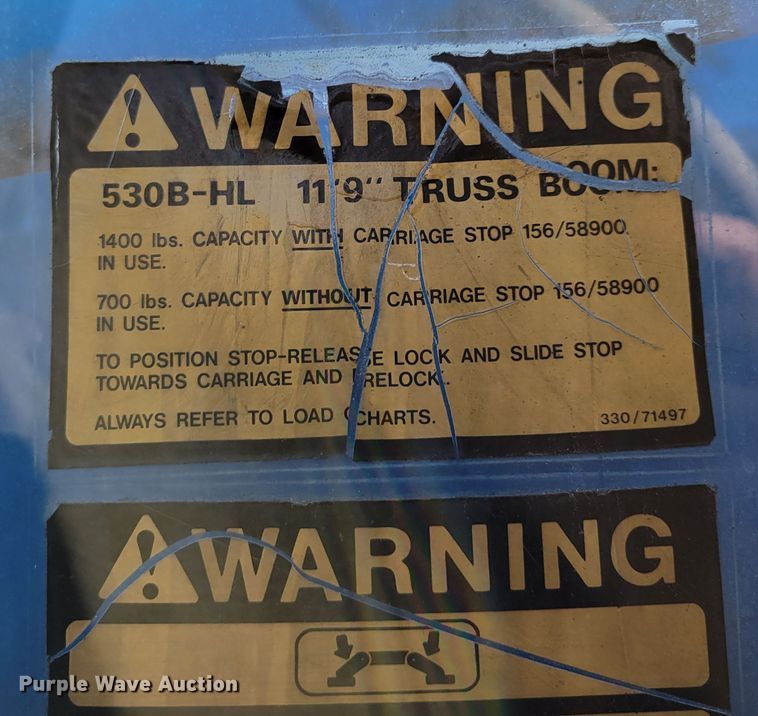 WARNING
530B-HL 11'9" TRUSS BOOM:
1400 lbs. CAPACITY WITH CARRIAGE STOP 156/58900
IN USE.
700 lbs. CAPACITY WITHOUT CARRIAGE STOP 156/58900
IN USE.
TO POSITION STOP-RELEASE LOCK AND SLIDE STOP
TOWARDS CARRIAGE AND RELOCK.
ALWAYS REFER TO LOAD CHARTS.
330/71497
WARNING
Purple Wave Auction